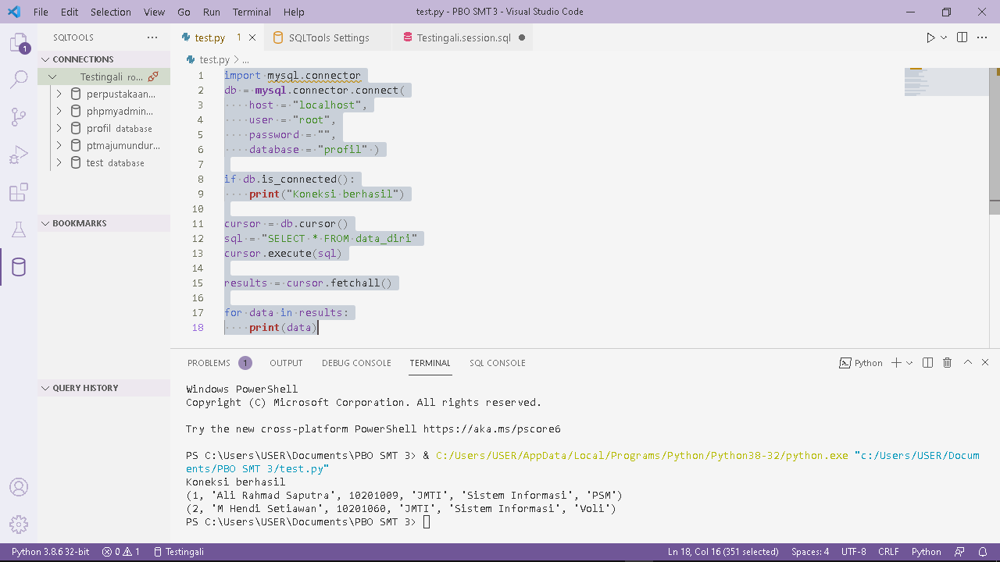 File Edit Selection View Go Run Terminal Help
test.py - PBO SMT 3 - Visual Studio Code
SQLTOOLS ...
test.py 1
SQLTools Settings
Testingali.session.sql
1
CONNECTIONS
Testingali ro...
perpustakaan...
phpmyadmin...
profil database
ptmajumundur...
test database
BOOKMARKS
QUERY HISTORY
test.py > ...
1 import mysql.connector
2 db = mysql.connector.connect(
3 ····host = "localhost",
4 ····user = "root",
5 ····password = "",
6 ····database = "profil" )
7
8 if db.is_connected():
9 ····print("Koneksi berhasil")
10
11 cursor = db.cursor()
12 sql = "SELECT * FROM data_diri"
13 cursor.execute(sql)
14
15 results = cursor.fetchall()
16
17 for data in results:
18 ····print(data)
PROBLEMS 1 OUTPUT DEBUG CONSOLE TERMINAL SQL CONSOLE
Python
Windows PowerShell
Copyright (C) Microsoft Corporation. All rights reserved.
Try the new cross-platform PowerShell https://aka.ms/pscore6
PS C:\Users\USER\Documents\PBO SMT 3> & C:/Users/USER/AppData/Local/Programs/Python/Python38-32/python.exe "c:/Users/USER/Docum
ents/PBO SMT 3/test.py"
Koneksi berhasil
(1, 'Ali Rahmad Saputra', 10201009, 'JMTI', 'Sistem Informasi', 'PSM')
(2, 'M Hendi Setiawan', 10201060, 'JMTI', 'Sistem Informasi', 'Voli')
PS C:\Users\USER\Documents\PBO SMT 3>
Python 3.8.6 32-bit 0 1 Testingali
Ln 18, Col 16 (351 selected) Spaces: 4 UTF-8 CRLF Python